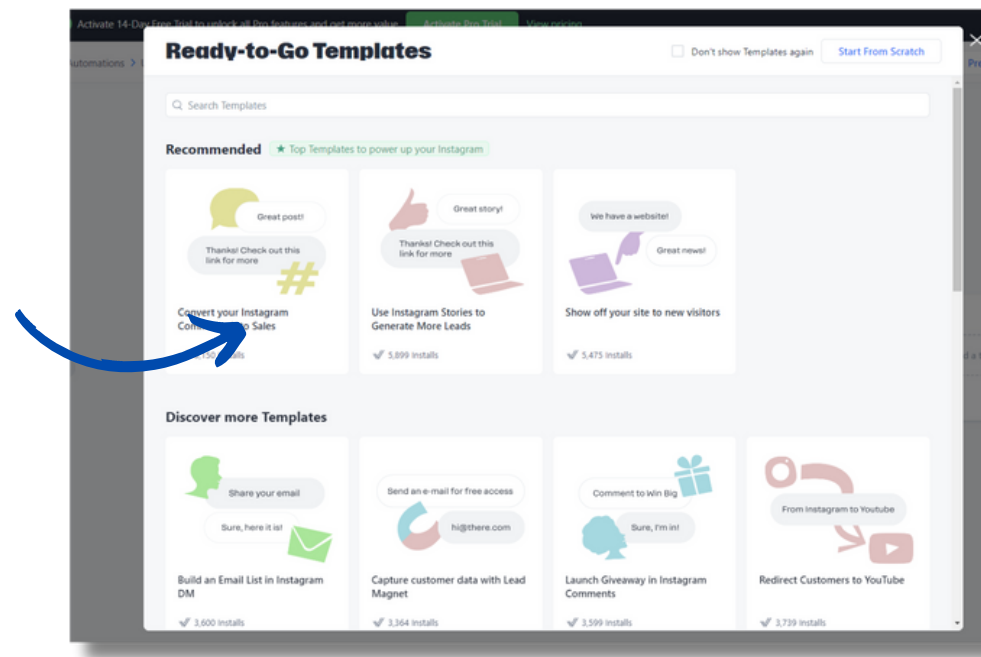 Activate 14-Day Free Trial to unlock all Pro features and get more value
Activate Pro Trial
View pricing
Automations >
Ready-to-Go Templates
Don't show Templates again
Start From Scratch
Search Templates
Recommended
★ Top Templates to power up your Instagram
Great post!
Thanks! Check out this
link for more
#
Convert your Instagram
Sales
Great story!
Thanks! Check out this
link for more
Use Instagram Stories to
Generate More Leads
5,899 Installs
We have a website!
Great news!
Show off your site to new visitors
5,475 Installs
Discover more Templates
Share your email
Sure, here it is!
Build an Email List in Instagram
DM
3,600 Installs
Send an e-mail for free access
hi@there.com
Capture customer data with Lead
Magnet
3,364 Installs
Comment to Win Big
Sure, I'm in!
Launch Giveaway in Instagram
Comments
3,599 Installs
From Instagram to Youtube
Redirect Customers to YouTube
3,739 Installs